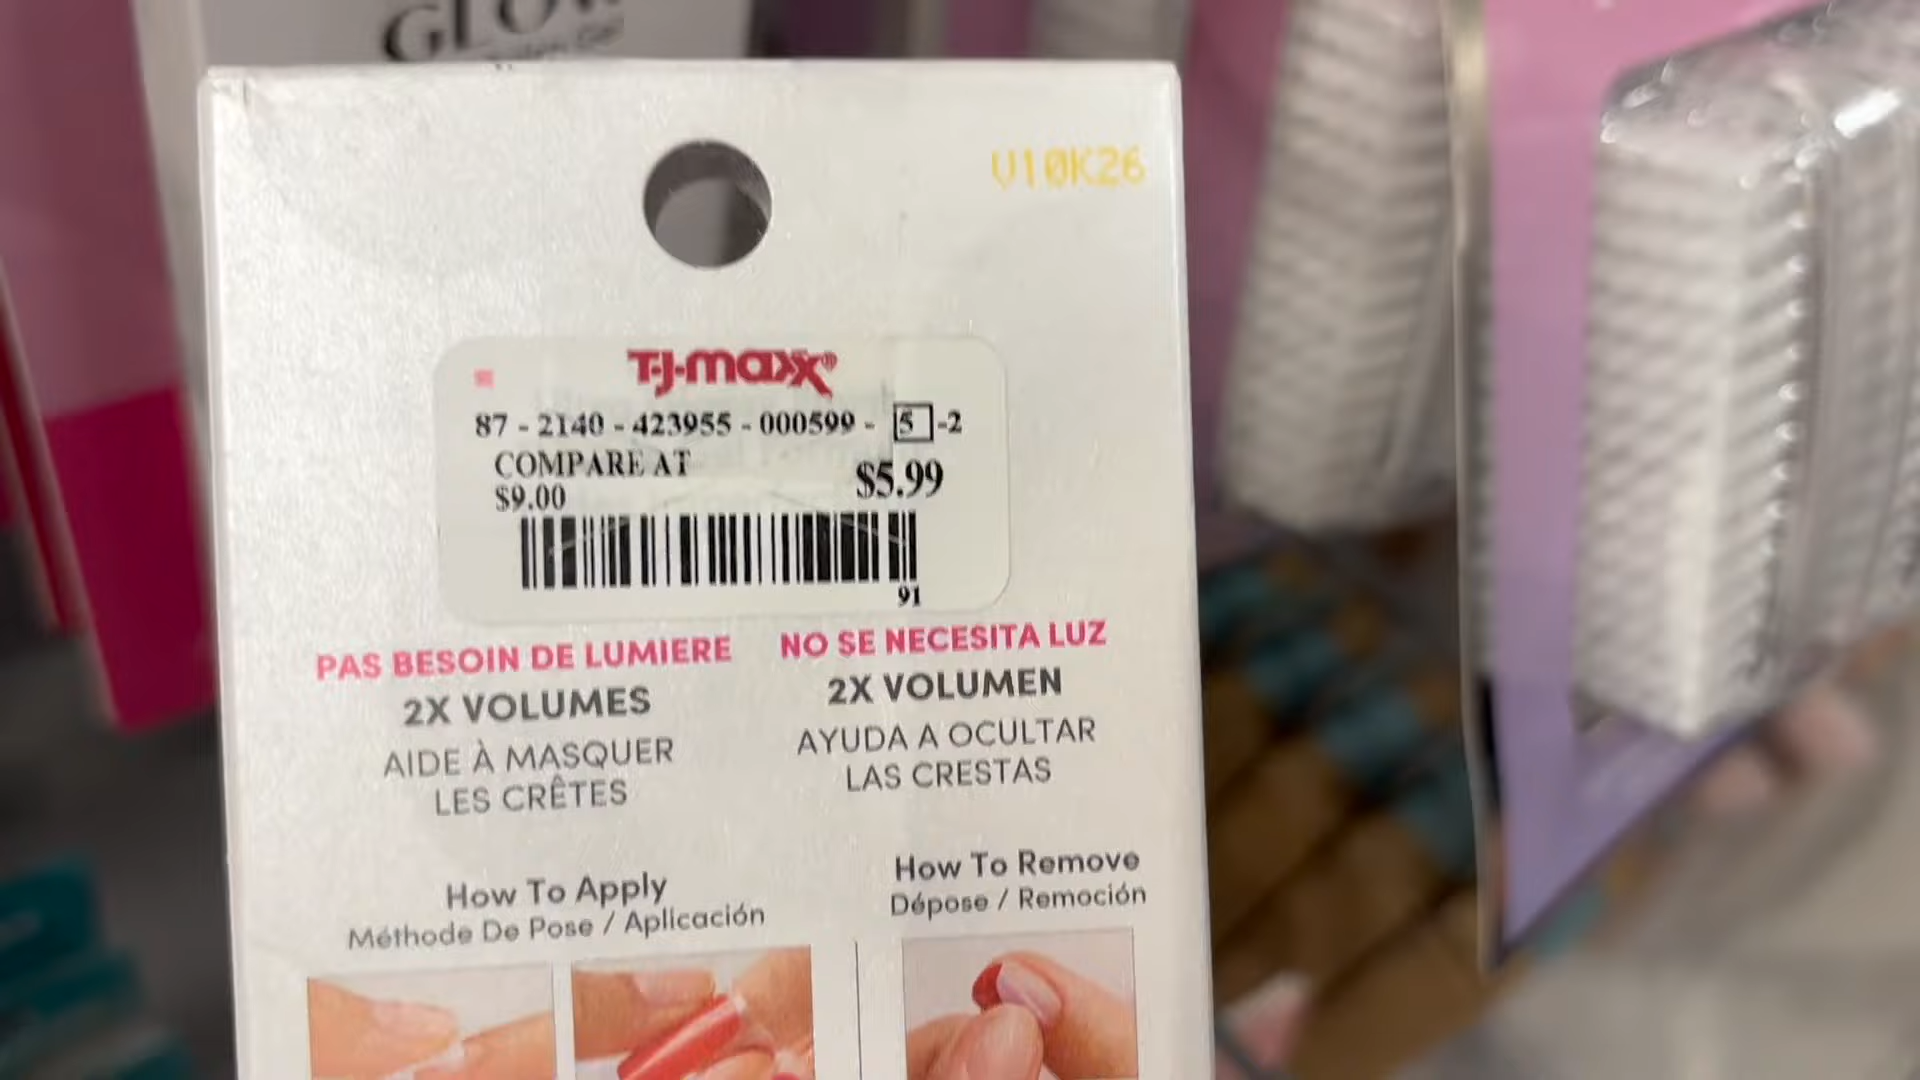 GLOW
V10K26
T·J·maxx®
87 - 2140 - 423955 - 000599 - 5 -2
COMPARE AT
$9.00
$5.99
91
PAS BESOIN DE LUMIERE
2X VOLUMES
AIDE À MASQUER
LES CRÊTES
NO SE NECESITA LUZ
2X VOLUMEN
AYUDA A OCULTAR
LAS CRESTAS
How To Apply
Méthode De Pose / Aplicación
How To Remove
Dépose / Remoción